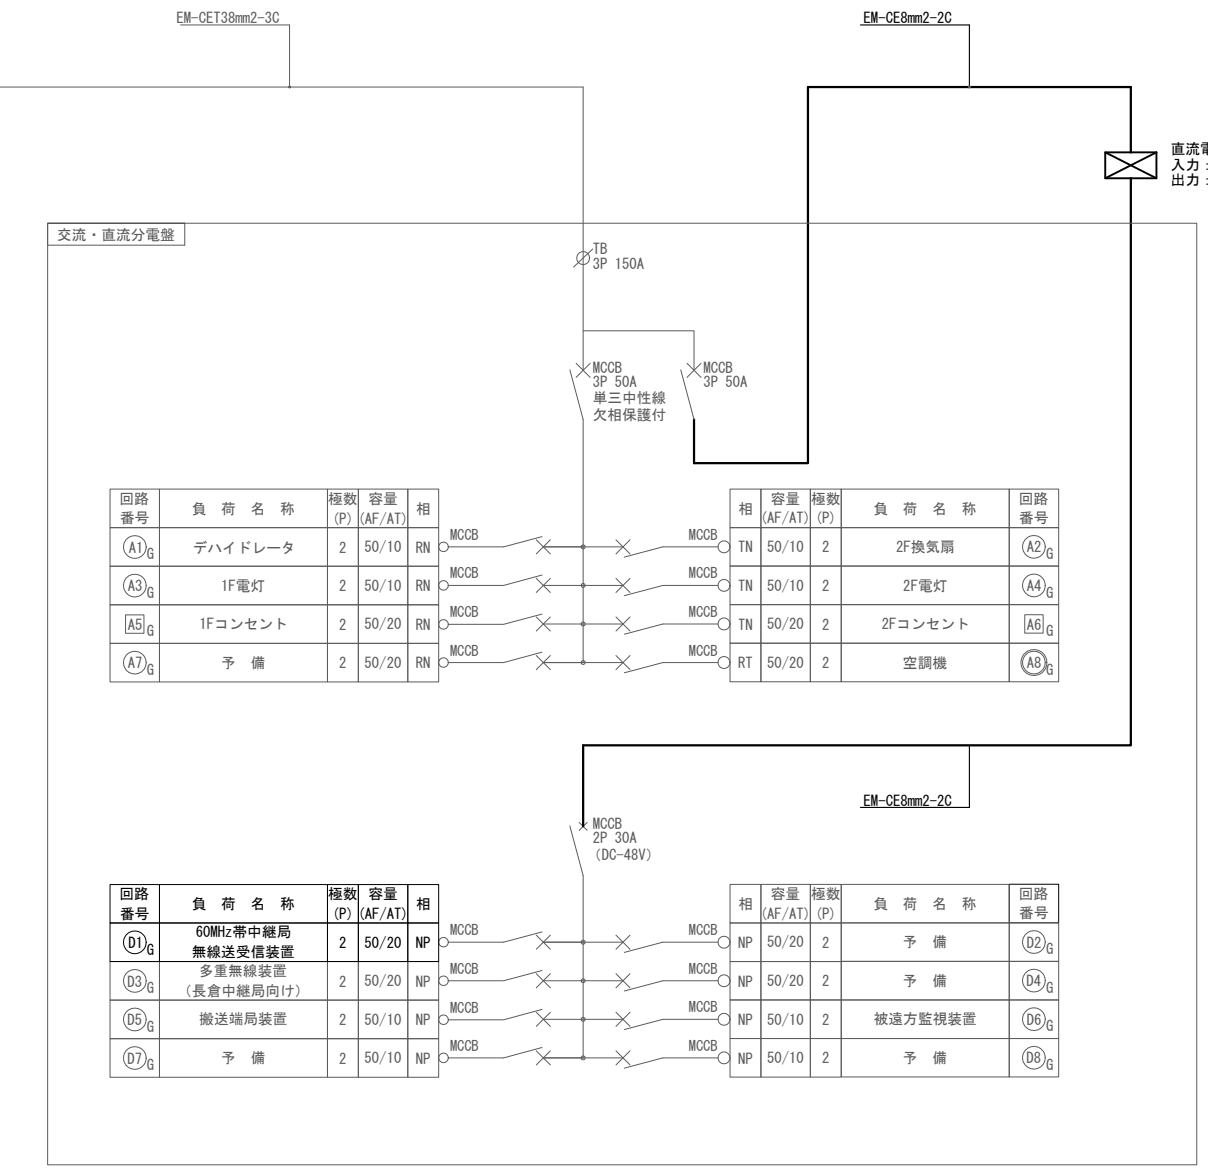 EM-CET38mm2-3C
EM-CE8mm2-2C
直流電
入力：
出力：
交流・直流分電盤
TB
3P 150A
MCCB
3P 50A
単三中性線
欠相保護付
MCCB
3P 50A
回路番号 負荷名称 極数(P) 容量(AF/AT) 相
A1 G デハイドレータ 2 50/10 RN MCCB
A3 G 1F電灯 2 50/10 RN MCCB
A5 G 1Fコンセント 2 50/20 RN MCCB
A7 G 予備 2 50/20 RN MCCB
相 容量(AF/AT) 極数(P) 負荷名称 回路番号
MCCB TN 50/10 2 2F換気扇 A2 G
MCCB TN 50/10 2 2F電灯 A4 G
MCCB TN 50/20 2 2Fコンセント A6 G
MCCB RT 50/20 2 空調機 A8 G
EM-CE8mm2-2C
MCCB
2P 30A
(DC-48V)
回路番号 負荷名称 極数(P) 容量(AF/AT) 相
D1 G 60MHz帯中継局無線送受信装置 2 50/20 NP MCCB
D3 G 多重無線装置(長倉中継局向け) 2 50/20 NP MCCB
D5 G 搬送端局装置 2 50/10 NP MCCB
D7 G 予備 2 50/10 NP MCCB
相 容量(AF/AT) 極数(P) 負荷名称 回路番号
MCCB NP 50/20 2 予備 D2 G
MCCB NP 50/20 2 予備 D4 G
MCCB NP 50/10 2 被遠方監視装置 D6 G
MCCB NP 50/10 2 予備 D8 G